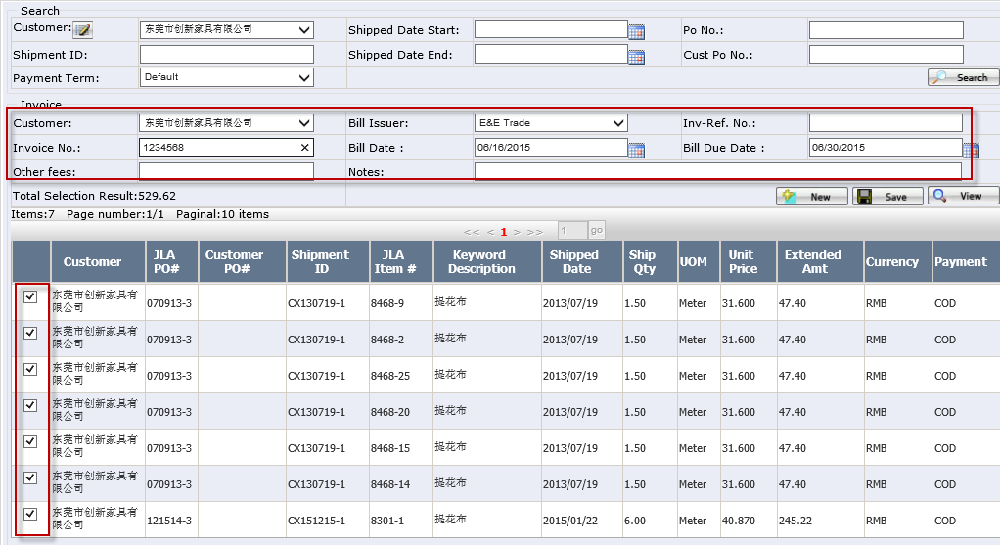 Search
Customer: 东莞市创新家具有限公司 Shipped Date Start: Po No.:
Shipment ID: Shipped Date End: Cust Po No.:
Payment Term: Default Search
Invoice
Customer: 东莞市创新家具有限公司 Bill Issuer: E&E Trade Inv-Ref. No.:
Invoice No.: 1234568 × Bill Date : 06/16/2015 Bill Due Date : 06/30/2015
Other fees: Notes:
Total Selection Result:529.62 New Save View
Items:7 Page number:1/1 Paginal:10 items
<< < 1 > >> 1 go
Customer JLA PO# Customer PO# Shipment ID JLA Item # Keyword Description Shipped Date Ship Qty UOM Unit Price Extended Amt Currency Payment
东莞市创新家具有限公司 070913-3 CX130719-1 8468-9 提花布 2013/07/19 1.50 Meter 31.600 47.40 RMB COD
东莞市创新家具有限公司 070913-3 CX130719-1 8468-2 提花布 2013/07/19 1.50 Meter 31.600 47.40 RMB COD
东莞市创新家具有限公司 070913-3 CX130719-1 8468-25 提花布 2013/07/19 1.50 Meter 31.600 47.40 RMB COD
东莞市创新家具有限公司 070913-3 CX130719-1 8468-20 提花布 2013/07/19 1.50 Meter 31.600 47.40 RMB COD
东莞市创新家具有限公司 070913-3 CX130719-1 8468-15 提花布 2013/07/19 1.50 Meter 31.600 47.40 RMB COD
东莞市创新家具有限公司 070913-3 CX130719-1 8468-14 提花布 2013/07/19 1.50 Meter 31.600 47.40 RMB COD
东莞市创新家具有限公司 121514-3 CX151215-1 8301-1 提花布 2015/01/22 6.00 Meter 40.870 245.22 RMB COD